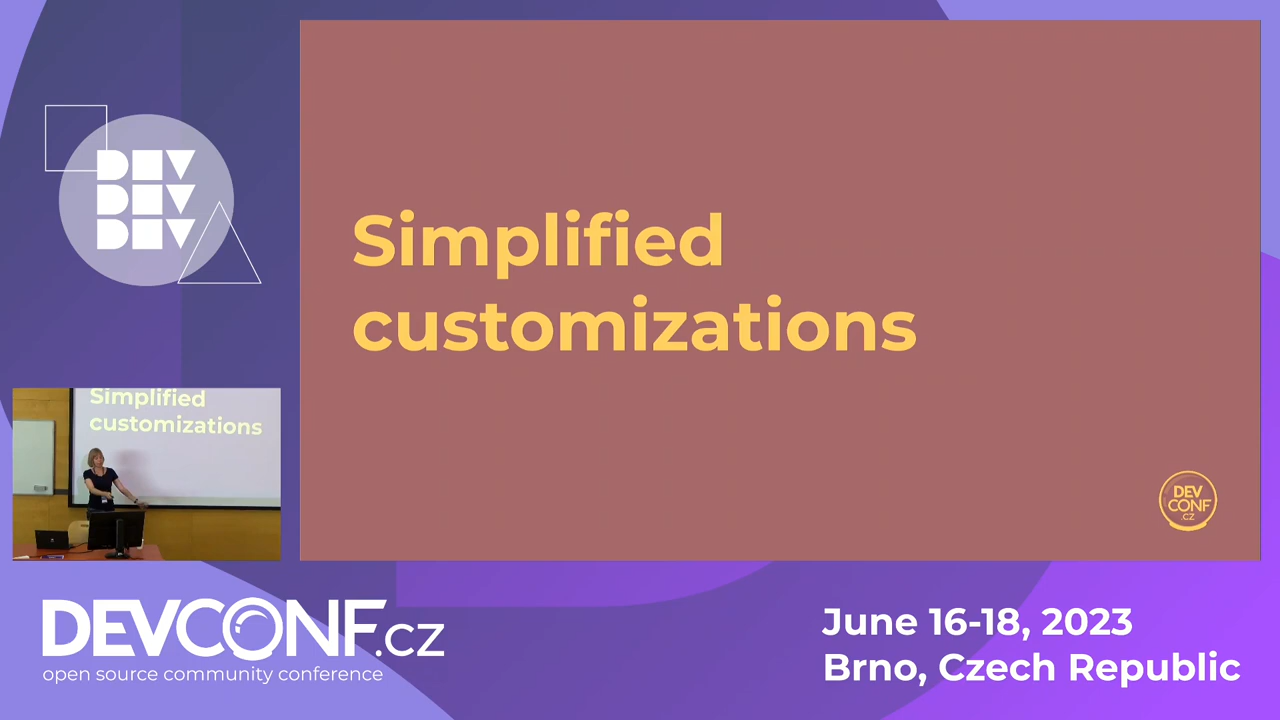 DEV
DEV
DEV
Simplified
customizations
DEV
CONF
.CZ
Simplified
customizations
DEVCONF.cz
open source community conference
June 16-18, 2023
Brno, Czech Republic